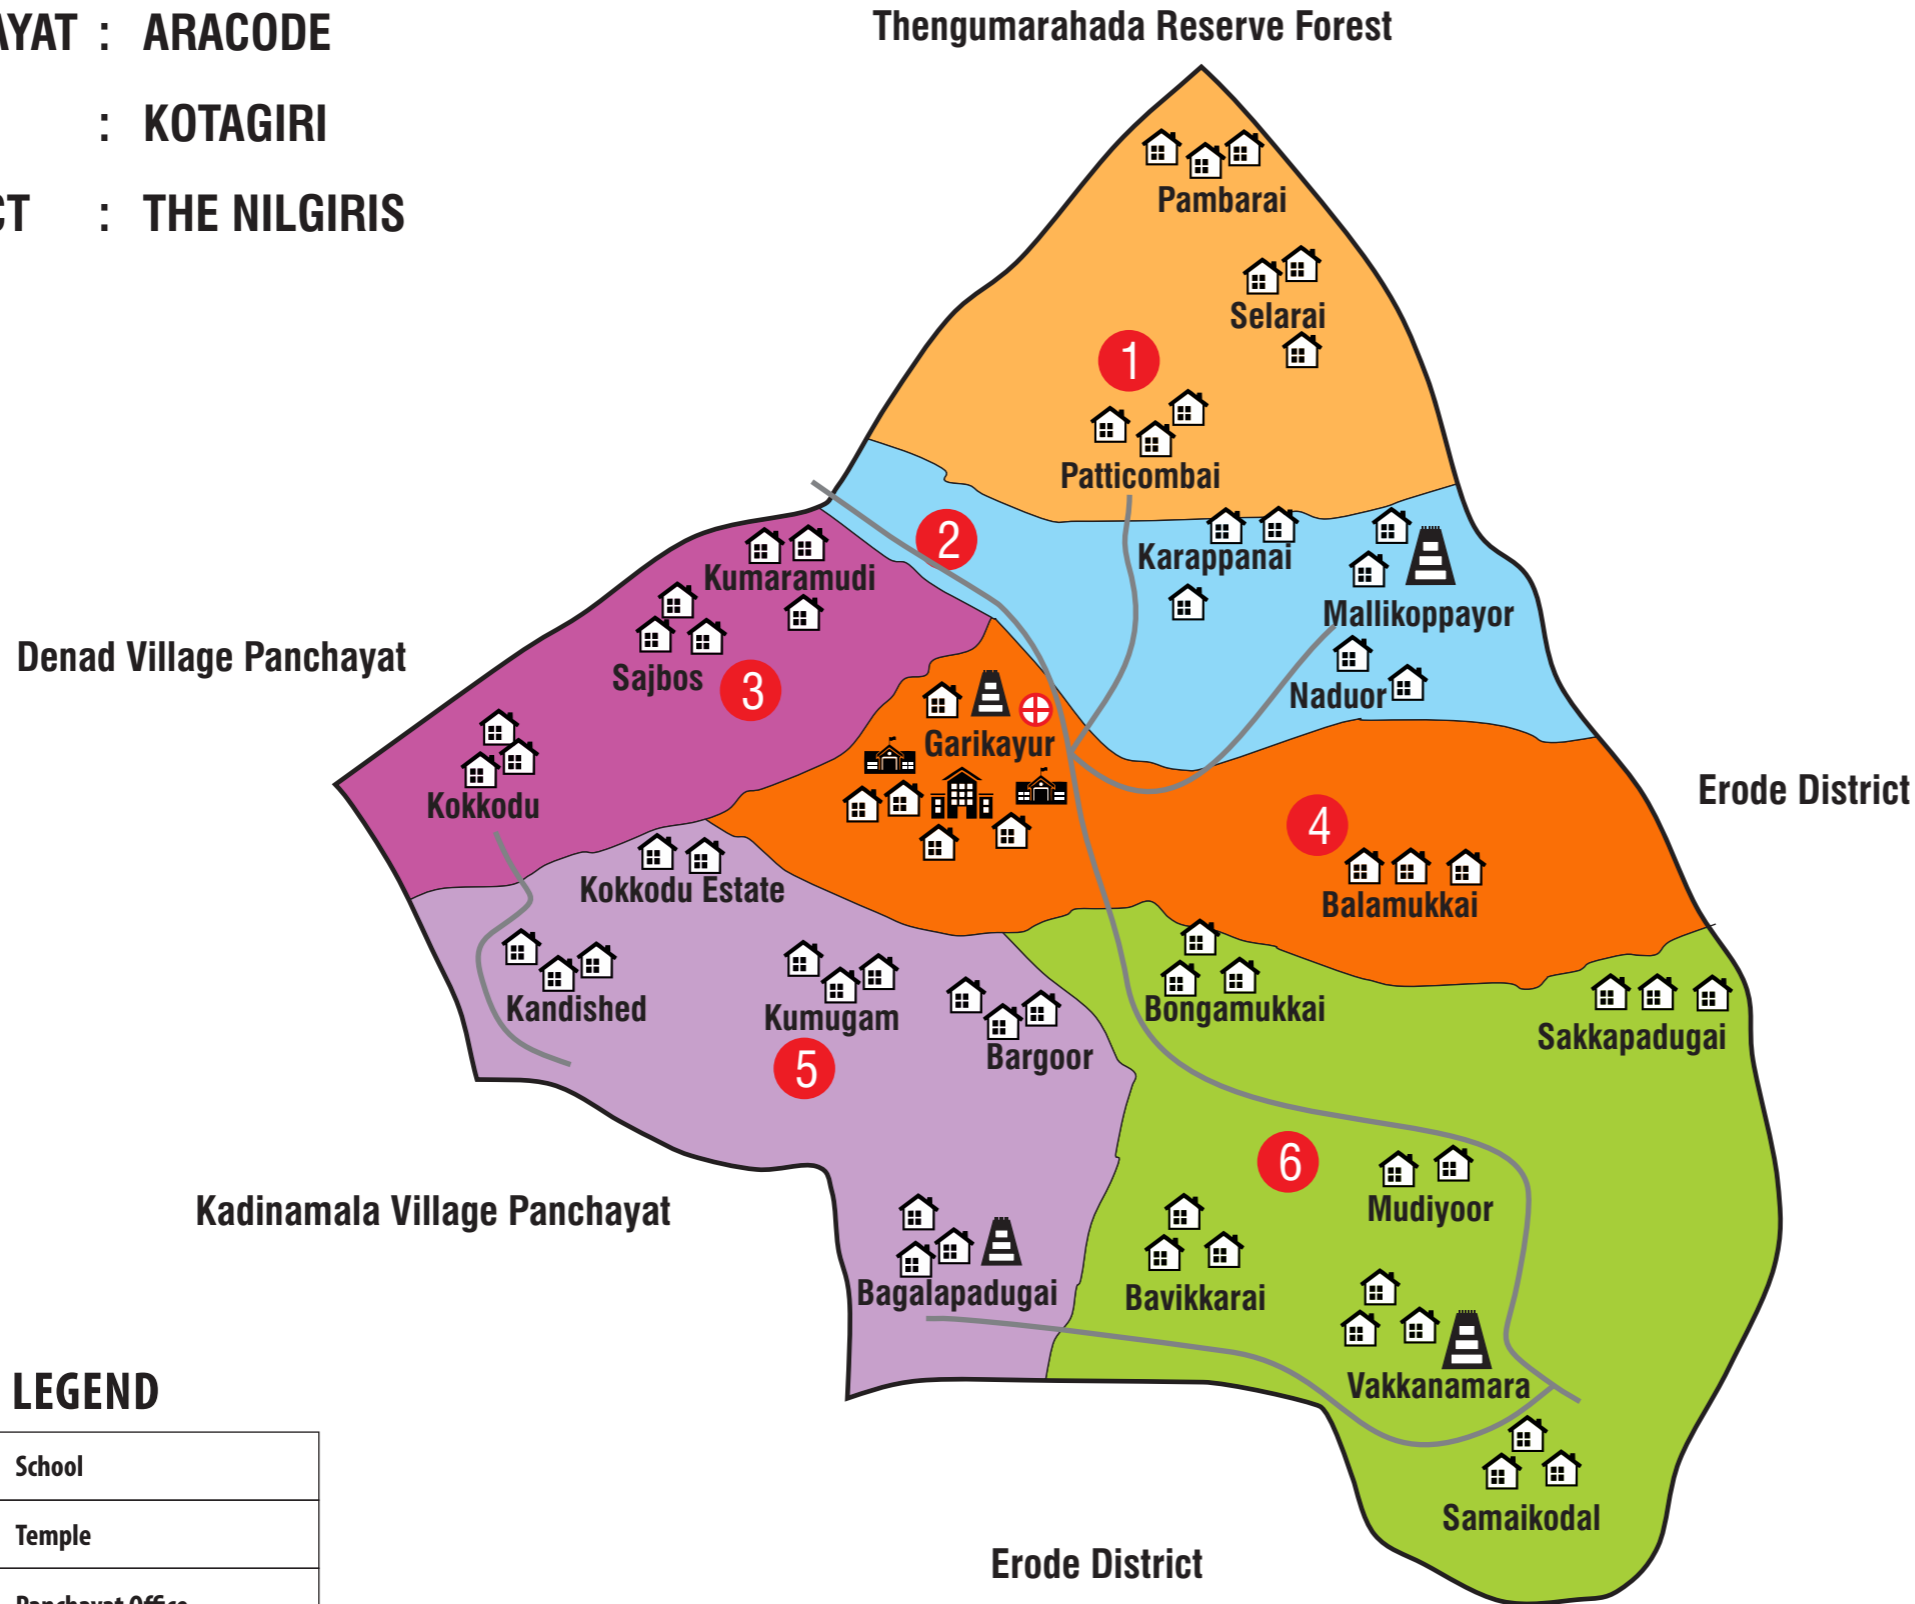 AYAT : ARACODE
: KOTAGIRI
CT : THE NILGIRIS
Thengumarahada Reserve Forest
Pambarai
Selarai
1
Patticombai
2
Karappanai
Kumaramudi
Mallikoppayor
Denad Village Panchayat
Sajbos
3
Naduor
Garikayur
Erode District
Kokkodu
4
Kokkodu Estate
Balamukkai
Kandished
Kumugam
Bongamukkai
Sakkapadugai
Bargoor
5
6
Kadinamala Village Panchayat
Mudiyoor
Bagalapadugai
Bavikkarai
Vakkanamara
LEGEND
School
Samaikodal
Temple
Erode District
Panchayat Office